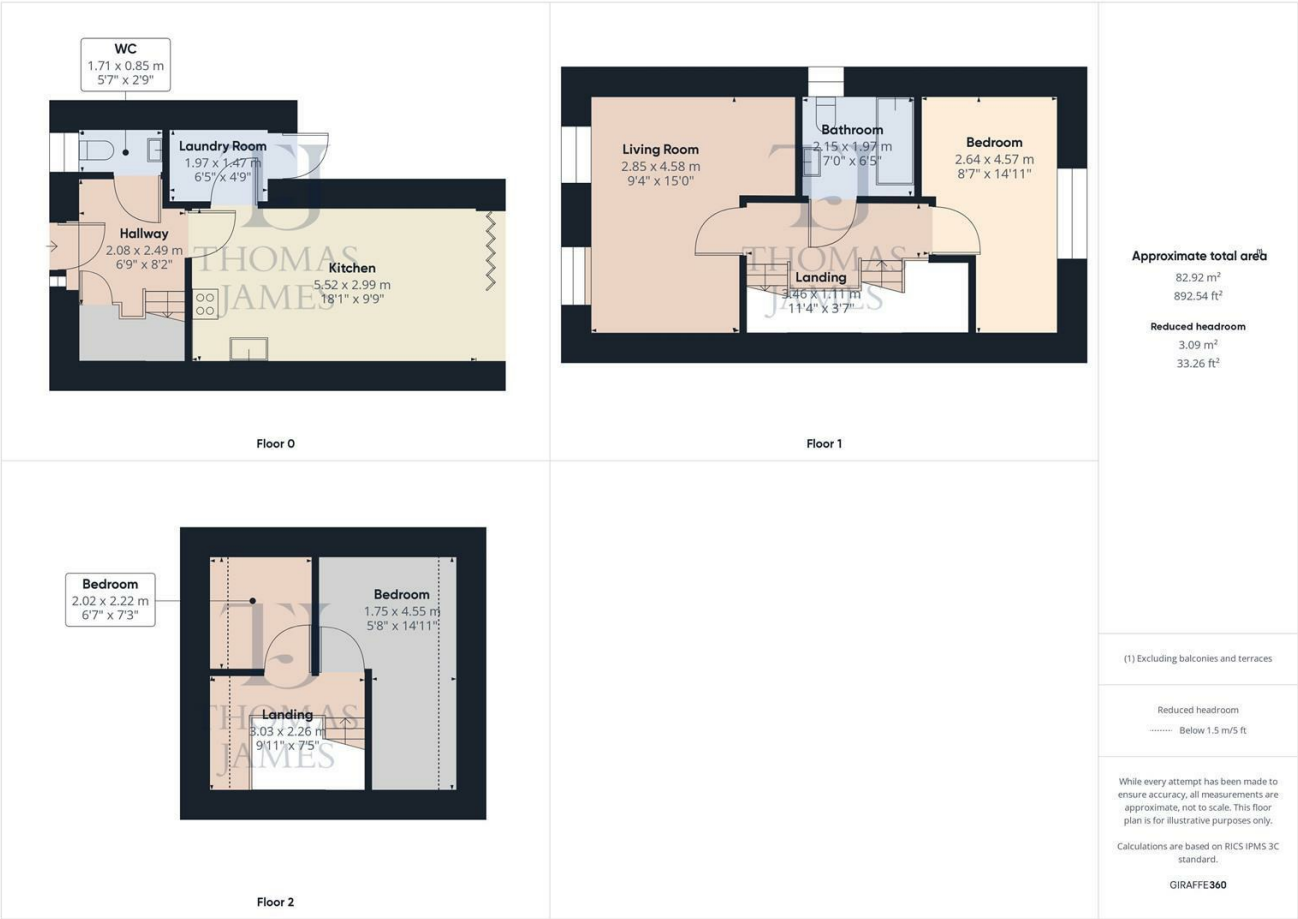 WC
1.71 x 0.85 m
5'7" x 2'9"
Laundry Room
1.97 x 1.47 m
6'5" x 4'9"
Hallway
2.08 x 2.49 m
6'9" x 8'2"
Kitchen
5.52 x 2.99 m
18'1" x 9'9"
TJ
THOMAS
JAMES
Floor 0
Living Room
2.85 x 4.58 m
9'4" x 15'0"
Bathroom
2.15 x 1.97 m
7'0" x 6'5"
Bedroom
2.64 x 4.57 m
8'7" x 14'11"
Landing
3.46 x 1.11 m
11'4" x 3'7"
TJ
THOMAS
JAMES
Floor 1
Bedroom
2.02 x 2.22 m
6'7" x 7'3"
Bedroom
1.75 x 4.55 m
5'8" x 14'11"
Landing
3.03 x 2.26 m
9'11" x 7'5"
TJ
THOMAS
JAMES
Floor 2
Approximate total area(1)
82.92 m²
892.54 ft²
Reduced headroom
3.09 m²
33.26 ft²
(1) Excluding balconies and terraces
Reduced headroom
Below 1.5 m/5 ft
While every attempt has been made to
ensure accuracy, all measurements are
approximate, not to scale. This floor
plan is for illustrative purposes only.
Calculations are based on RICS IPMS 3C
standard.
GIRAFFE360